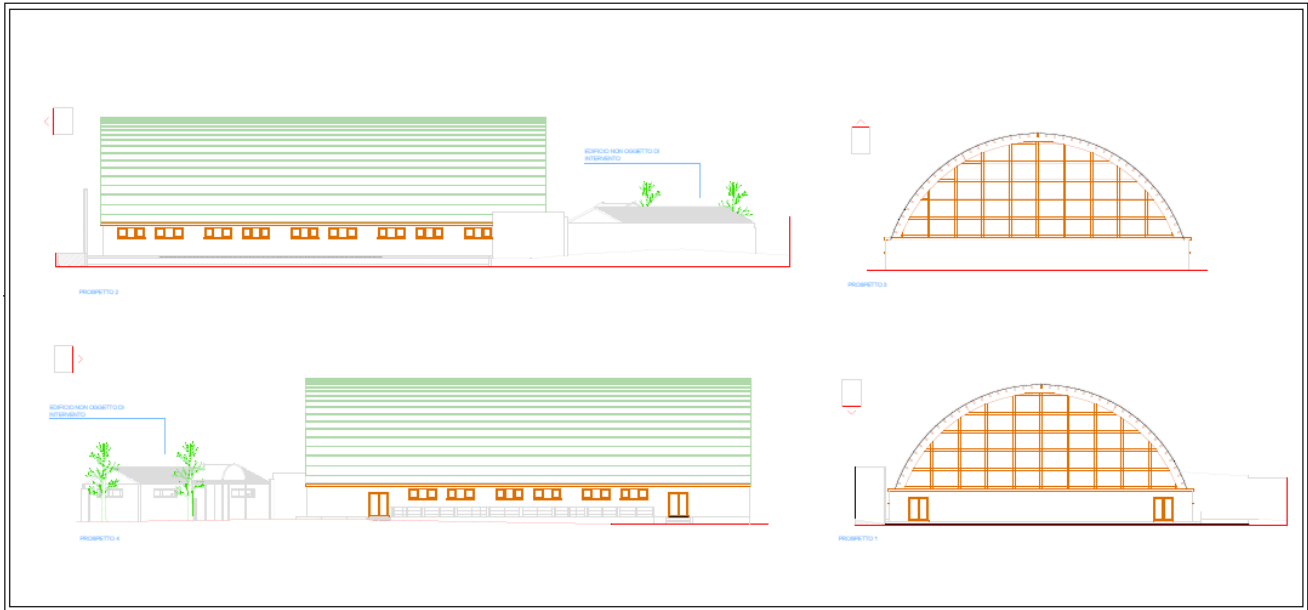 EDIFICIO NON OGGETTO DI
INTERVENTO
PROSPETTO 2
PROSPETTO 3
EDIFICIO NON OGGETTO DI
INTERVENTO
PROSPETTO 4
PROSPETTO 1